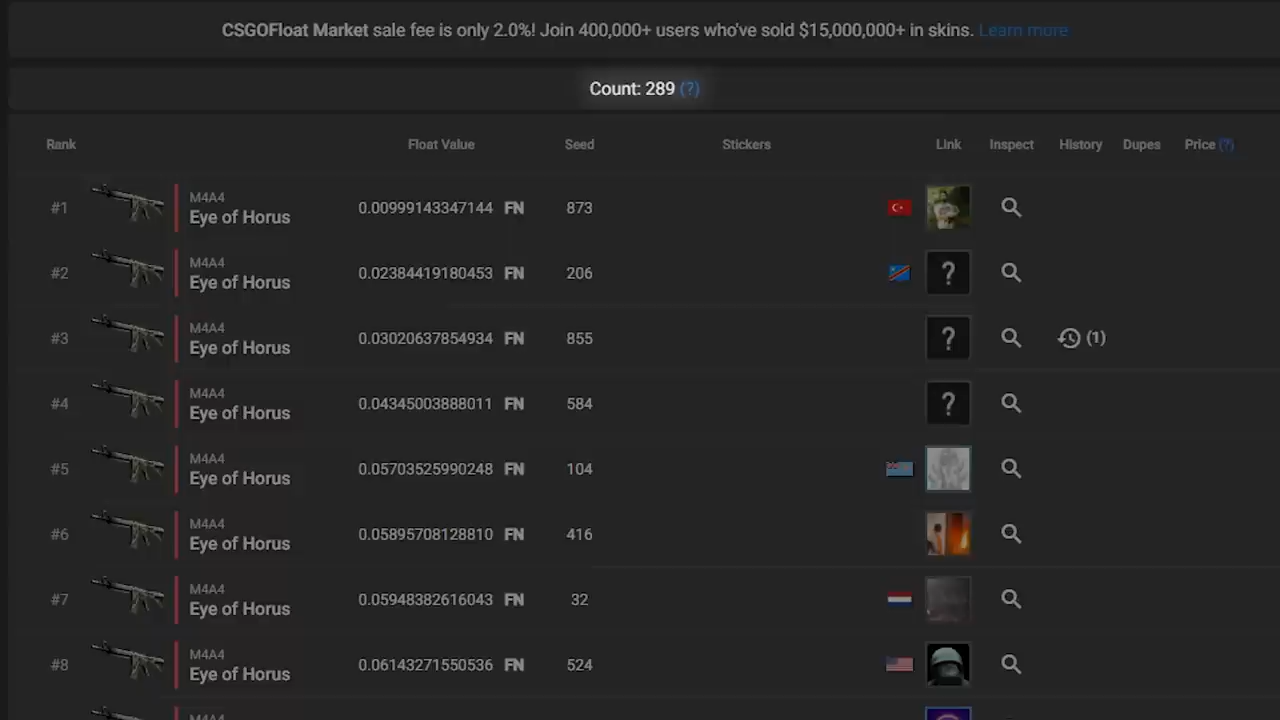 CSGOFloat Market sale fee is only 2.0%! Join 400,000+ users who've sold $15,000,000+ in skins. Learn more
Count: 289 (?)
Rank Float Value Seed Stickers Link Inspect History Dupes Price (?)
#1 M4A4 Eye of Horus 0.00999143347144 FN 873
#2 M4A4 Eye of Horus 0.02384419180453 FN 206 ?
#3 M4A4 Eye of Horus 0.03020637854934 FN 855 ? (1)
#4 M4A4 Eye of Horus 0.04345003888011 FN 584 ?
#5 M4A4 Eye of Horus 0.05703525990248 FN 104
#6 M4A4 Eye of Horus 0.05895708128810 FN 416
#7 M4A4 Eye of Horus 0.05948382616043 FN 32
#8 M4A4 Eye of Horus 0.06143271550536 FN 524
M4A4